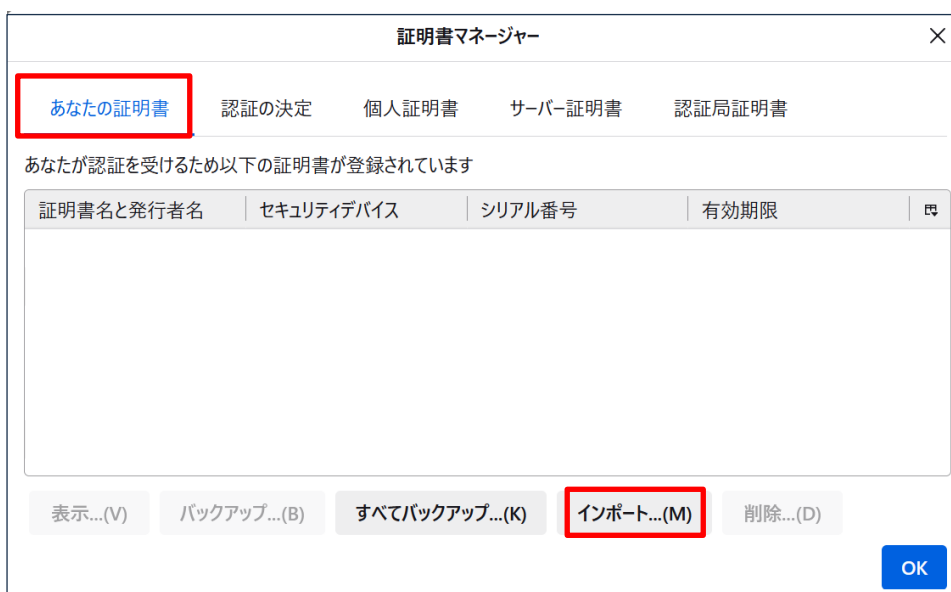 証明書マネージャー
あなたの証明書 認証の決定 個人証明書 サーバー証明書 認証局証明書
あなたが認証を受けるため以下の証明書が登録されています
証明書名と発行者名 セキュリティデバイス シリアル番号 有効期限
表示...(V) バックアップ...(B) すべてバックアップ...(K) インポート...(M) 削除...(D)
OK